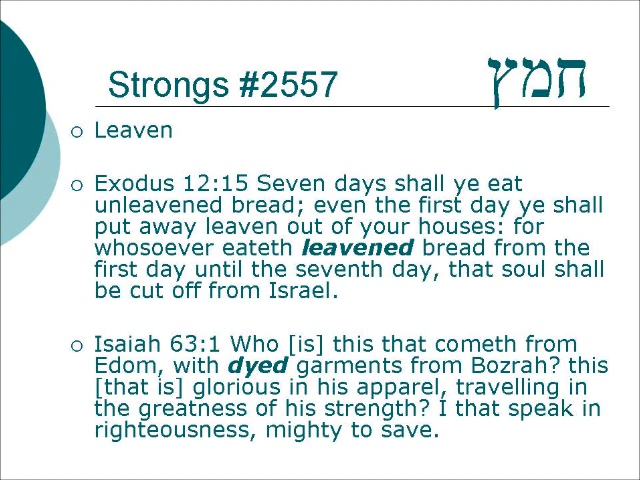 Strongs #2557 חמץ
Leaven
Exodus 12:15 Seven days shall ye eat
unleavened bread; even the first day ye shall
put away leaven out of your houses: for
whosoever eateth leavened bread from the
first day until the seventh day, that soul shall
be cut off from Israel.
Isaiah 63:1 Who [is] this that cometh from
Edom, with dyed garments from Bozrah? this
[that is] glorious in his apparel, travelling in
the greatness of his strength? I that speak in
righteousness, mighty to save.